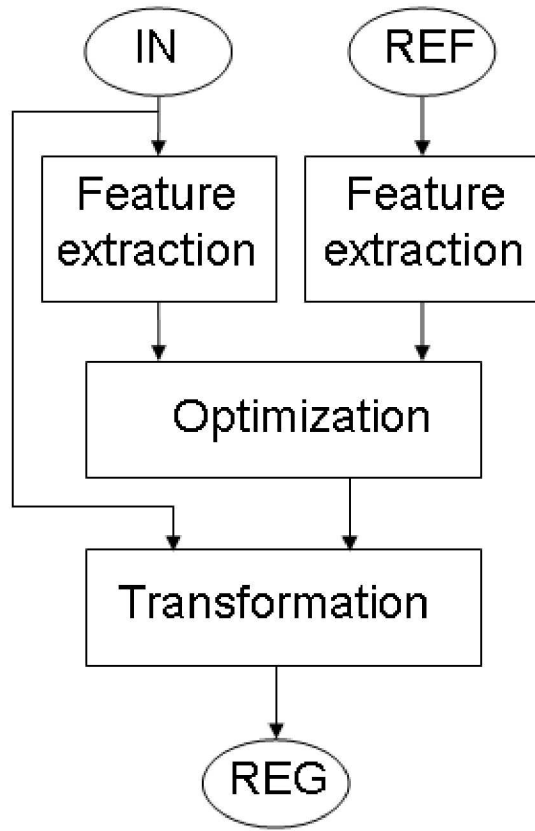 IN
REF
Feature
extraction
Feature
extraction
Optimization
Transformation
REG